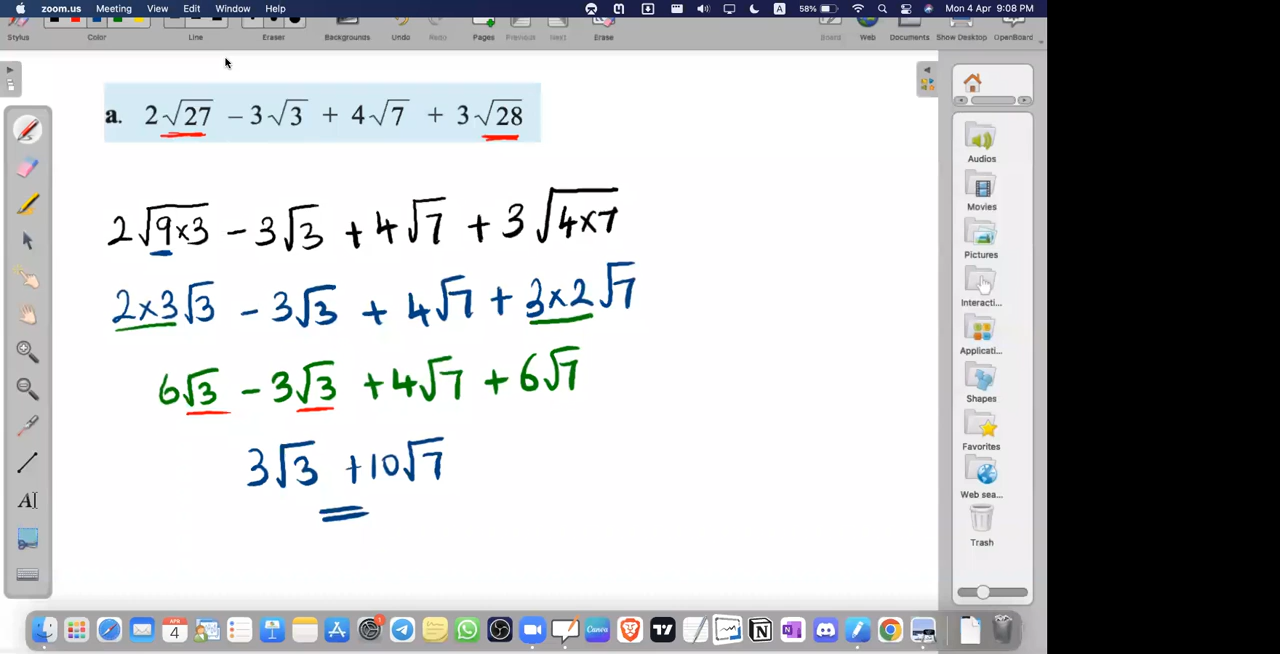 zoom.us Meeting View Edit Window Help
A 58% Mon 4 Apr 9:08 PM
Stylus Color Line Eraser Backgrounds Undo Redo Pages Previous Next Erase Board Web Documents Show Desktop OpenBoard
a. 2√27 – 3√3 + 4√7 + 3√28
2√9×3 – 3√3 + 4√7 + 3√4×7
2×3√3 – 3√3 + 4√7 + 3×2√7
6√3 – 3√3 + 4√7 + 6√7
3√3 + 10√7
Audios
Movies
Pictures
Interacti...
Applicati...
Shapes
Favorites
Web sea...
Trash
A
APR
4
1
Canva